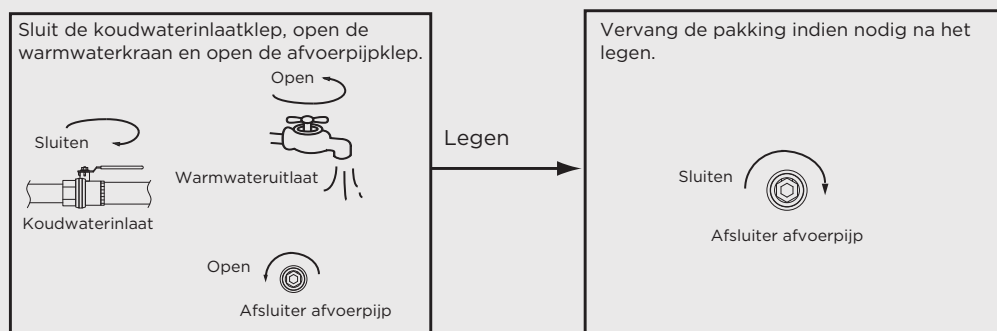 Sluit de koudwaterinlaatklep, open de
warmwaterkraan en open de afvoerpijpklep.
Open
Sluiten
Warmwateruitlaat
Koudwaterinlaat
Open
Afsluiter afvoerpijp
Legen
Vervang de pakking indien nodig na het
legen.
Sluiten
Afsluiter afvoerpijp